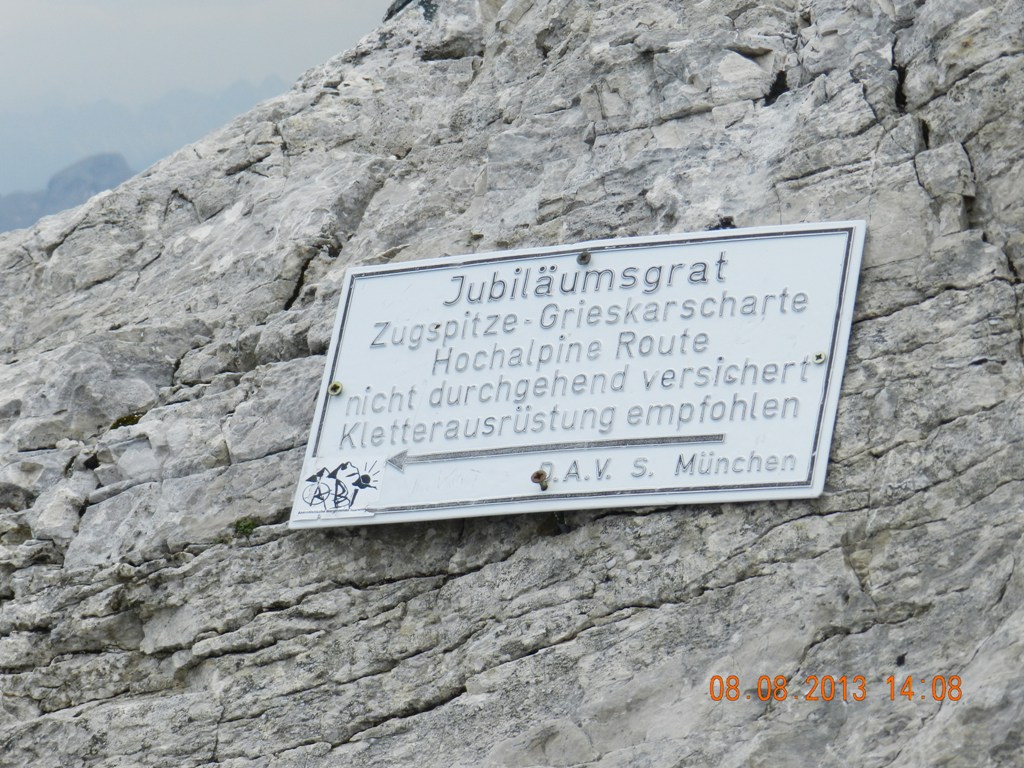 Jubiläumsgrat
Zugspitze-Grieskarscharte
Hochalpine Route
nicht durchgehend versichert
Kletterausrüstung empfohlen
D.A.V. S. München
08.08.2013 14:08